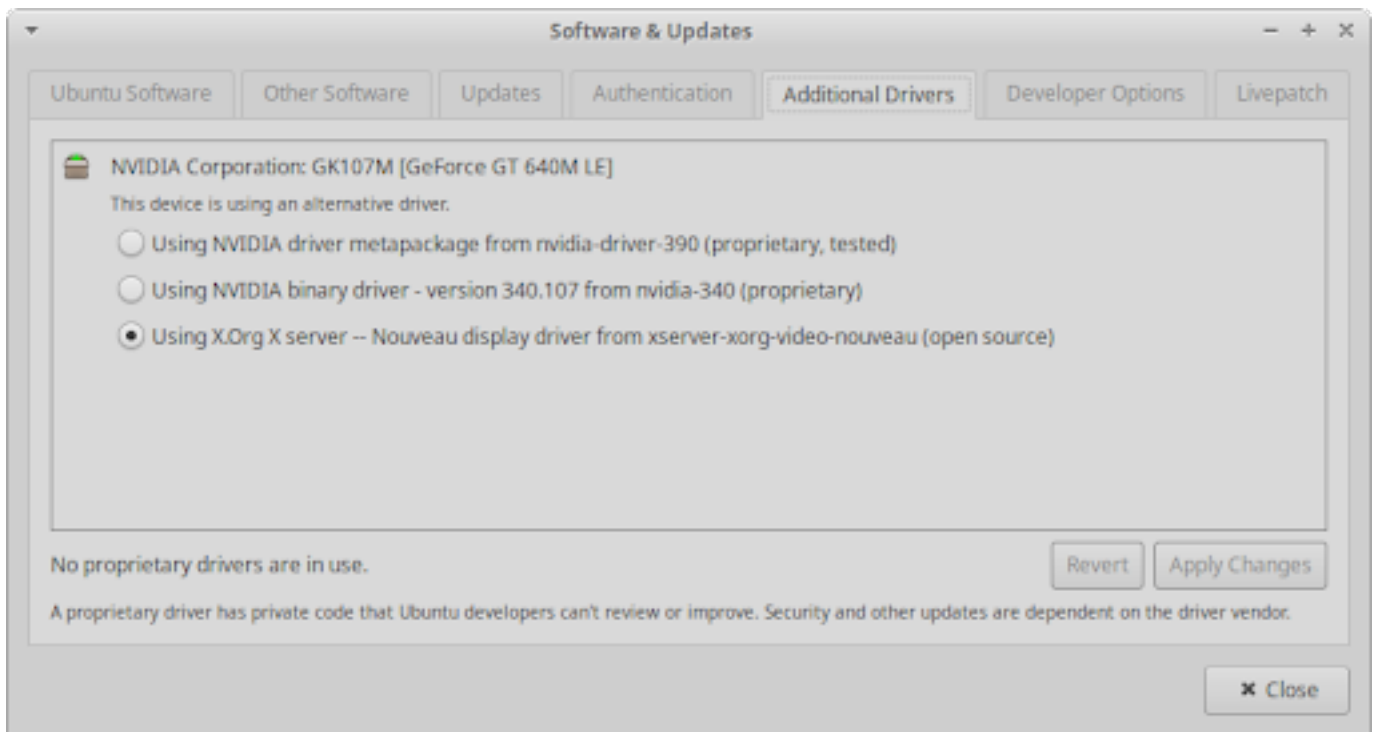 Software & Updates
Ubuntu Software Other Software Updates Authentication Additional Drivers Developer Options Livepatch
NVIDIA Corporation: GK107M [GeForce GT 640M LE]
This device is using an alternative driver.
Using NVIDIA driver metapackage from nvidia-driver-390 (proprietary, tested)
Using NVIDIA binary driver - version 340.107 from nvidia-340 (proprietary)
Using X.Org X server -- Nouveau display driver from xserver-xorg-video-nouveau (open source)
No proprietary drivers are in use. Revert Apply Changes
A proprietary driver has private code that Ubuntu developers can't review or improve. Security and other updates are dependent on the driver vendor.
Close